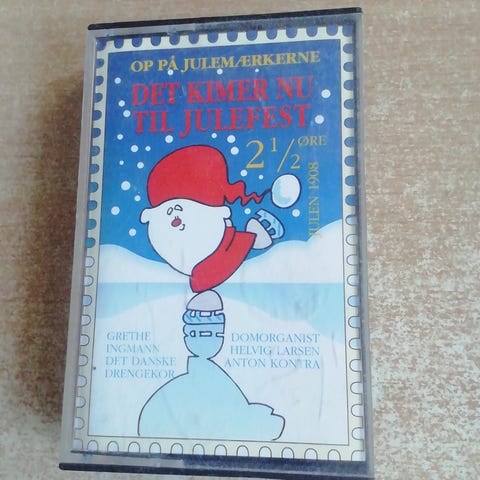 OP PÅ JULEMÆRKERNE
DET KIMER NU
TIL JULEFEST
2 1/2 ØRE
JULEN 1908
GRETHE
INGMANN
DET DANSKE
DRENGEKOR
DOMORGANIST
HELVIG LARSEN
ANTON KONTRA